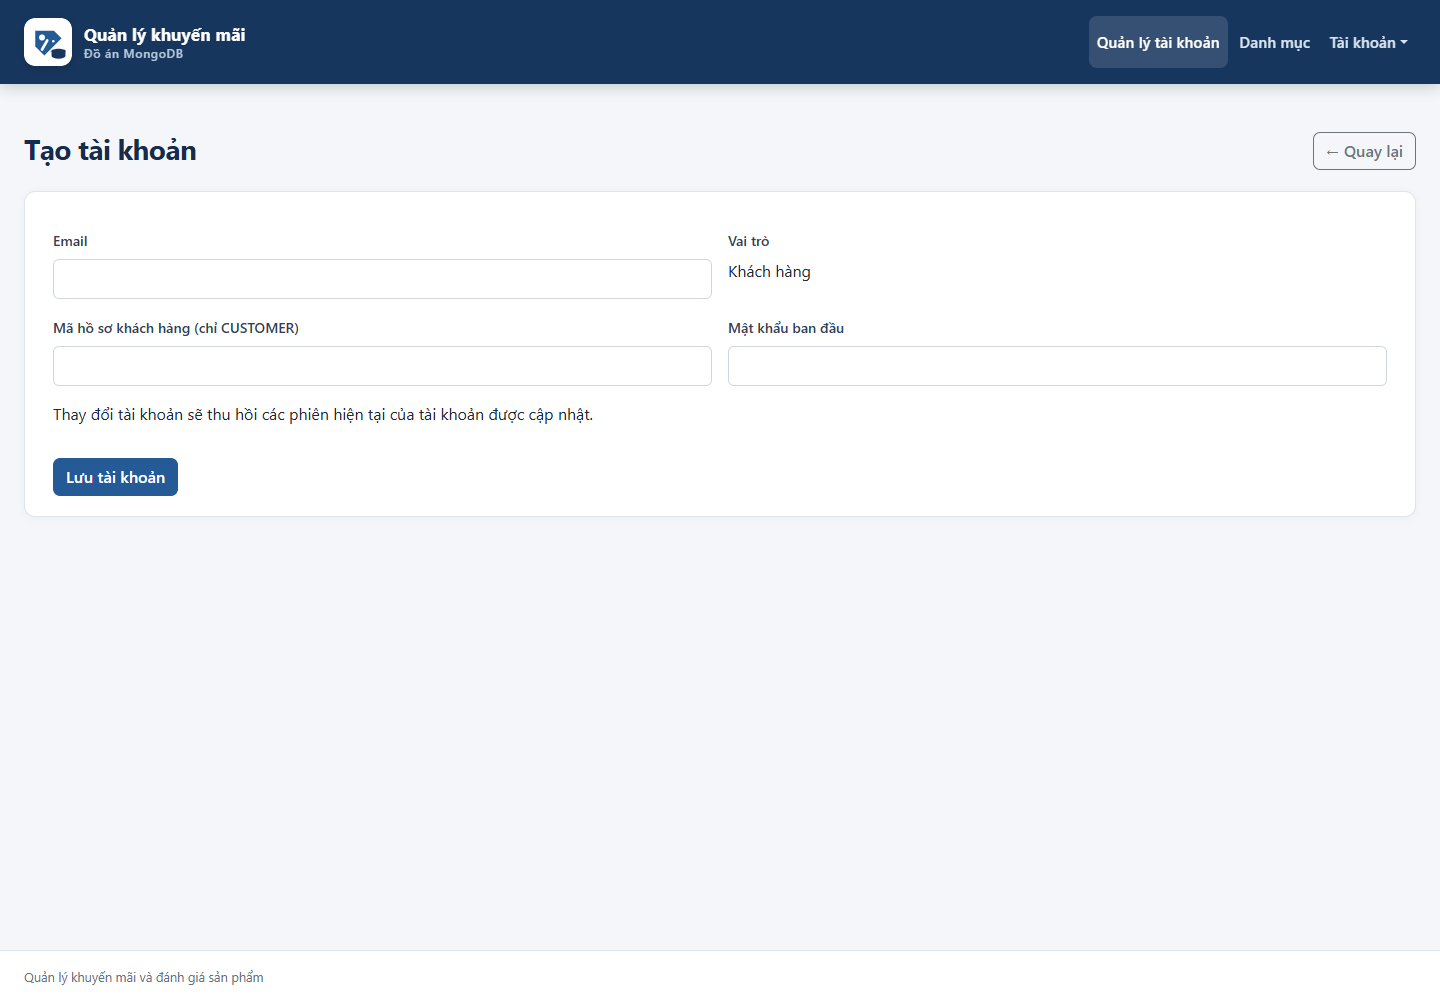 Quản lý khuyến mãi
Đồ án MongoDB
Quản lý tài khoản
Danh mục
Tài khoản
Tạo tài khoản
← Quay lại
Email
Vai trò
Khách hàng
Mã hồ sơ khách hàng (chỉ CUSTOMER)
Mật khẩu ban đầu
Thay đổi tài khoản sẽ thu hồi các phiên hiện tại của tài khoản được cập nhật.
Lưu tài khoản
Quản lý khuyến mãi và đánh giá sản phẩm